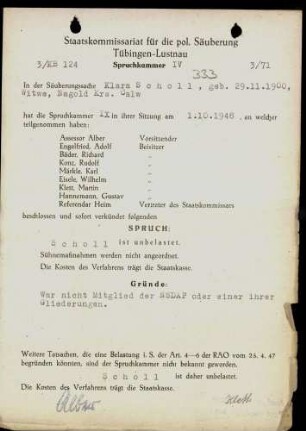 Staatskommissariat für die pol. Säuberung
Tübingen-Lustnau
3/KB 124 Spruchkammer IV 3/71
333
In der Säuberungssache Klara Scholl, geb. 29.11.1900,
Witwe, Nagold Krs. Calw
hat die Spruchkammer IX in ihrer Sitzung am 1.10.1948, an welcher
teilgenommen haben:
Assessor Alber Vorsitzender
Engelfried, Adolf Beisitzer
Bäder, Richard "
Konz, Rudolf "
Märkle, Karl "
Eisele, Wilhelm "
Klett, Martin "
Hennemann, Gustav "
Referendar Heim Vertreter des Staatskommissars
beschlossen und sofort verkündet folgenden
SPRUCH:
Scholl ist unbelastet.
Sühnemaßnahmen werden nicht angeordnet.
Die Kosten des Verfahrens trägt die Staatskasse.
Gründe:
War nicht Mitglied der NSDAP oder einer ihrer
Gliederungen.
Weitere Tatsachen, die eine Belastung i. S. der Art. 4—6 der RAO vom 25. 4. 47
begründen könnten, sind der Spruchkammer nicht bekannt geworden.
Scholl ist daher unbelastet.
Die Kosten des Verfahrens trägt die Staatskasse.
Alber